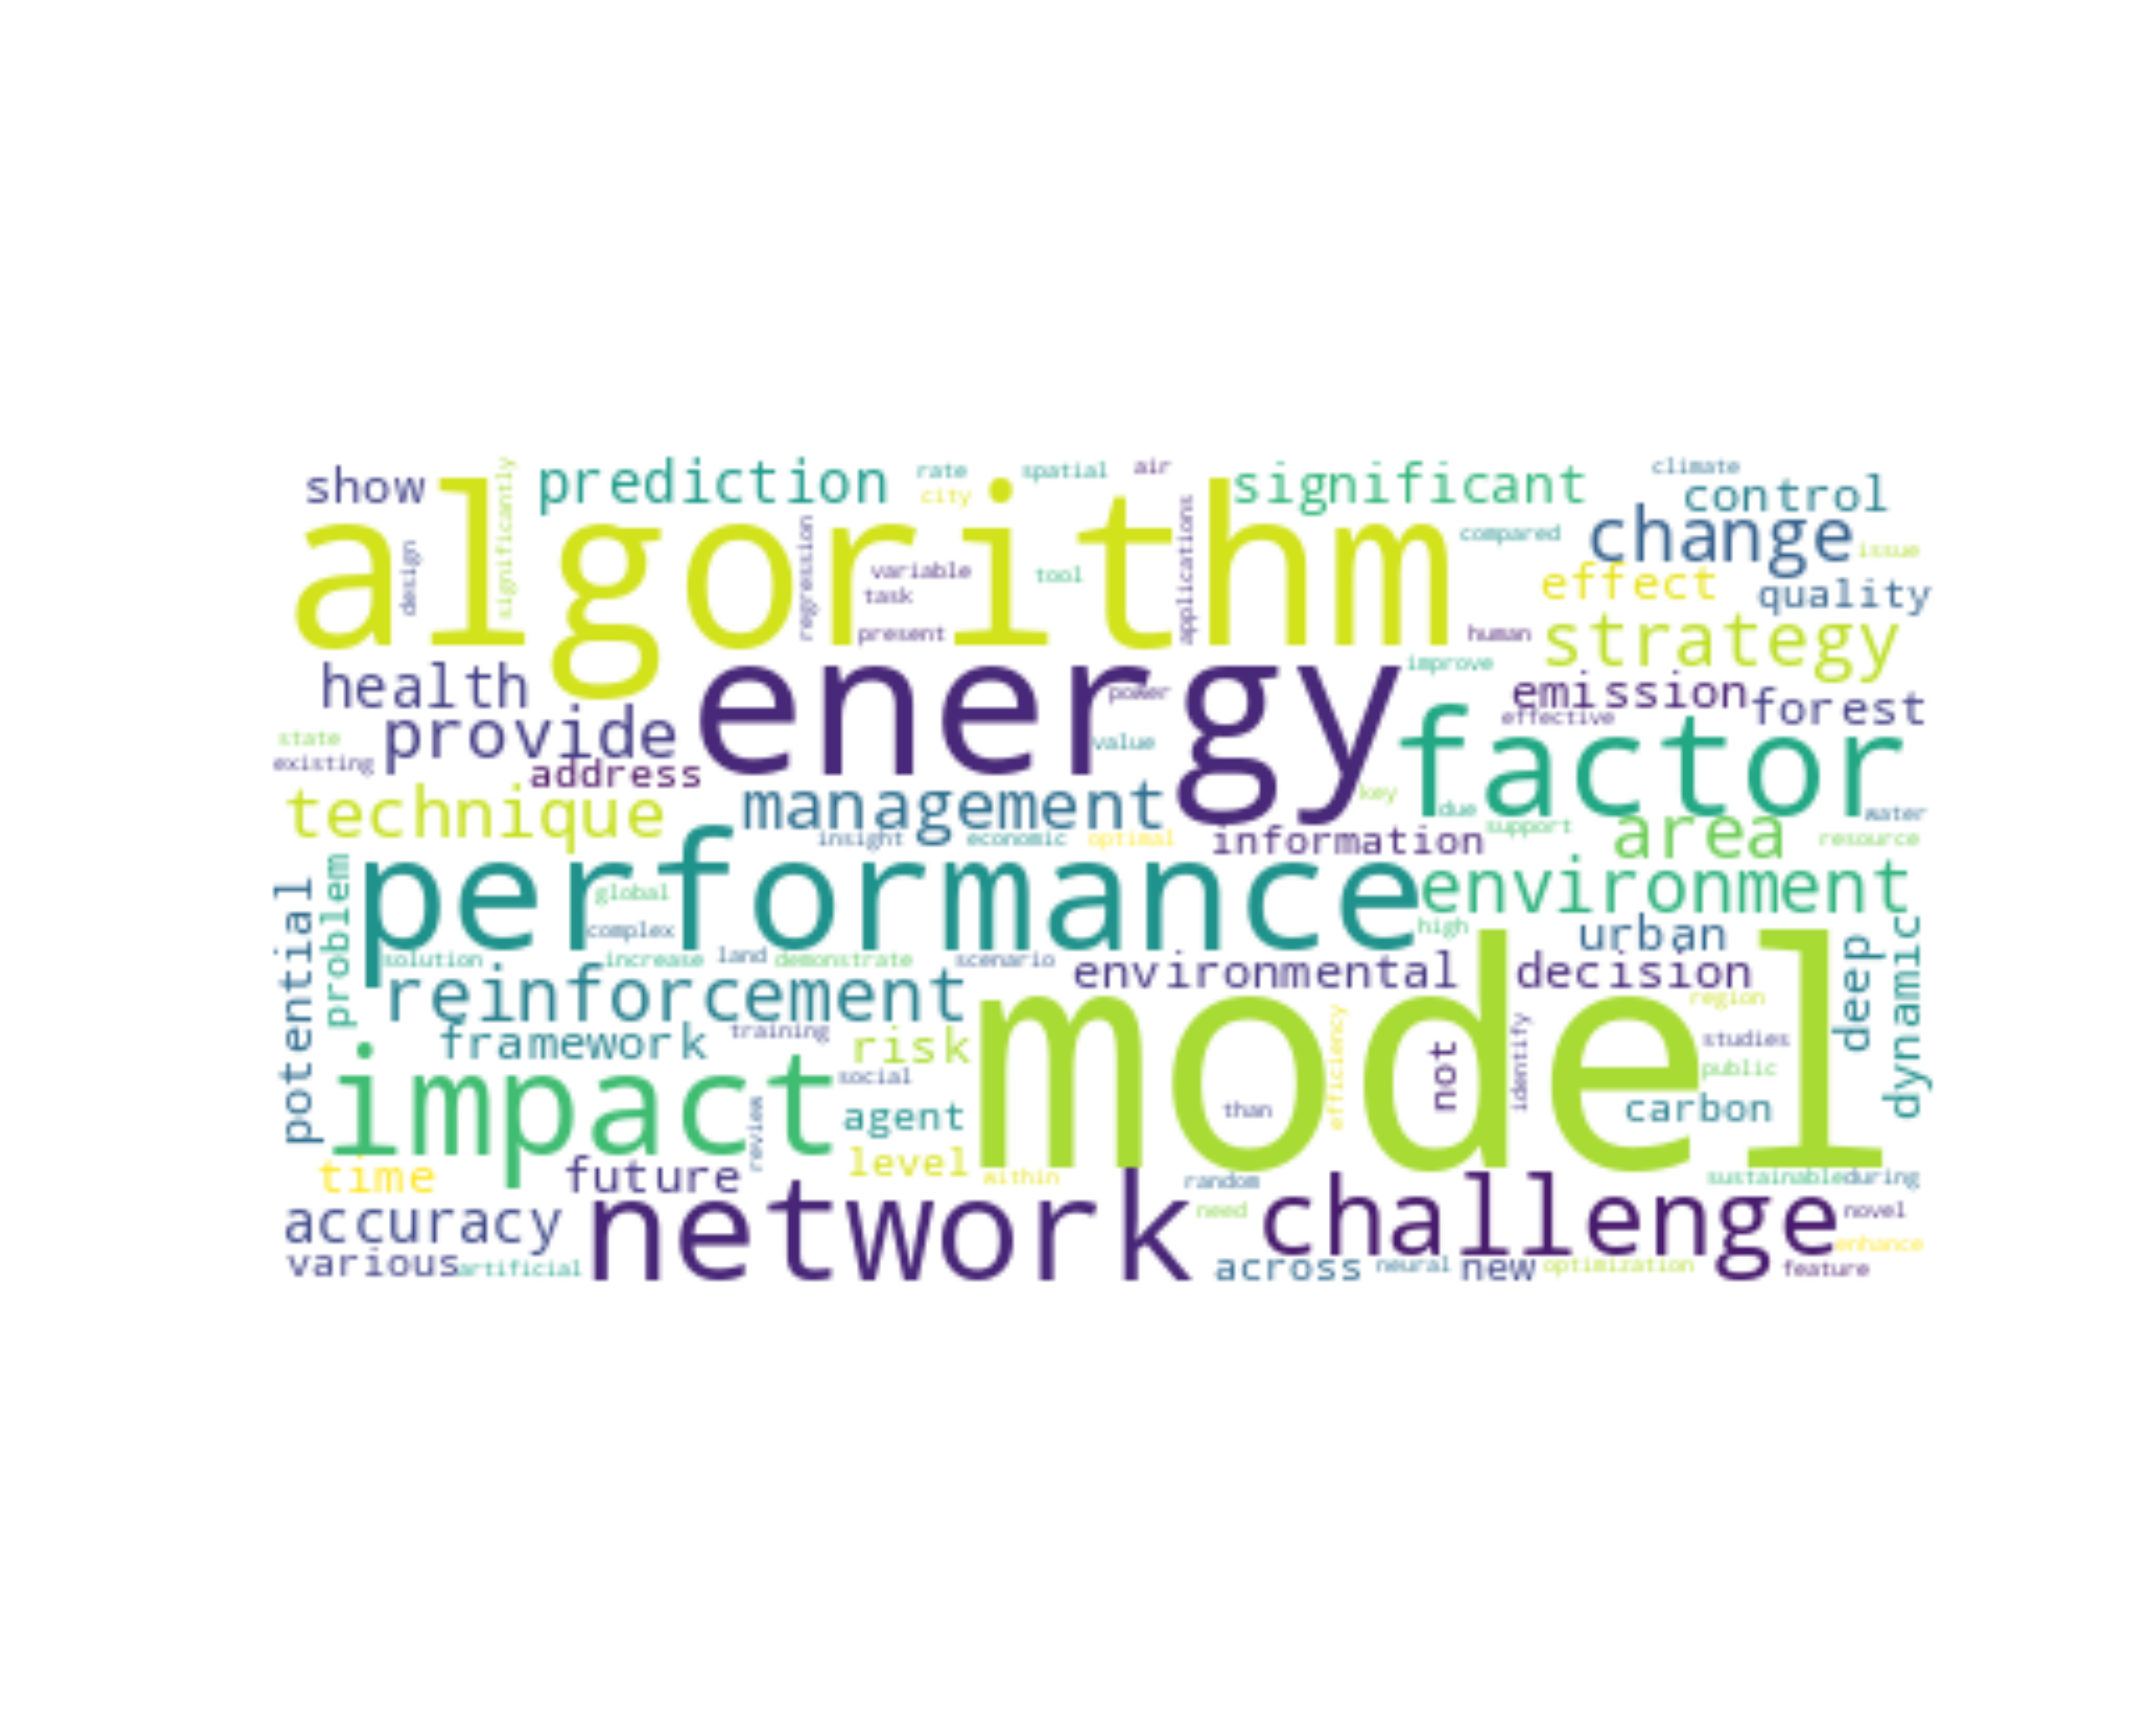 show prediction rate spatial air significant climate
city control
algorithm
significantly
design
regression
applications
variable tool
task
present
compared change issue
effect quality
human strategy
health energy improve
power
emission forest
effective
provide
state
existing
value
factor
address
technique management key
due water
insight economic optimal information support area resource
performance environment
global
complex
high urban
potential
problem
solution increase land demonstrate scenario environmental decision
deep
dynamic
reinforcement
model
region
framework training risk
efficiency
not
identify
studies
public
impact social
than carbon
agent
review
level
time future within random sustainable during
accuracy network need challenge novel
various artificial across neural new optimization enhance
feature